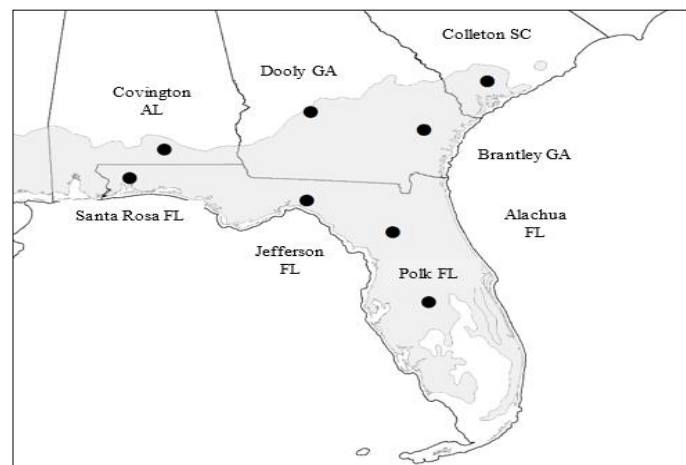 Colleton SC
Dooly GA
Covington
AL
Brantley GA
Santa Rosa FL
Alachua
FL
Jefferson
FL
Polk FL